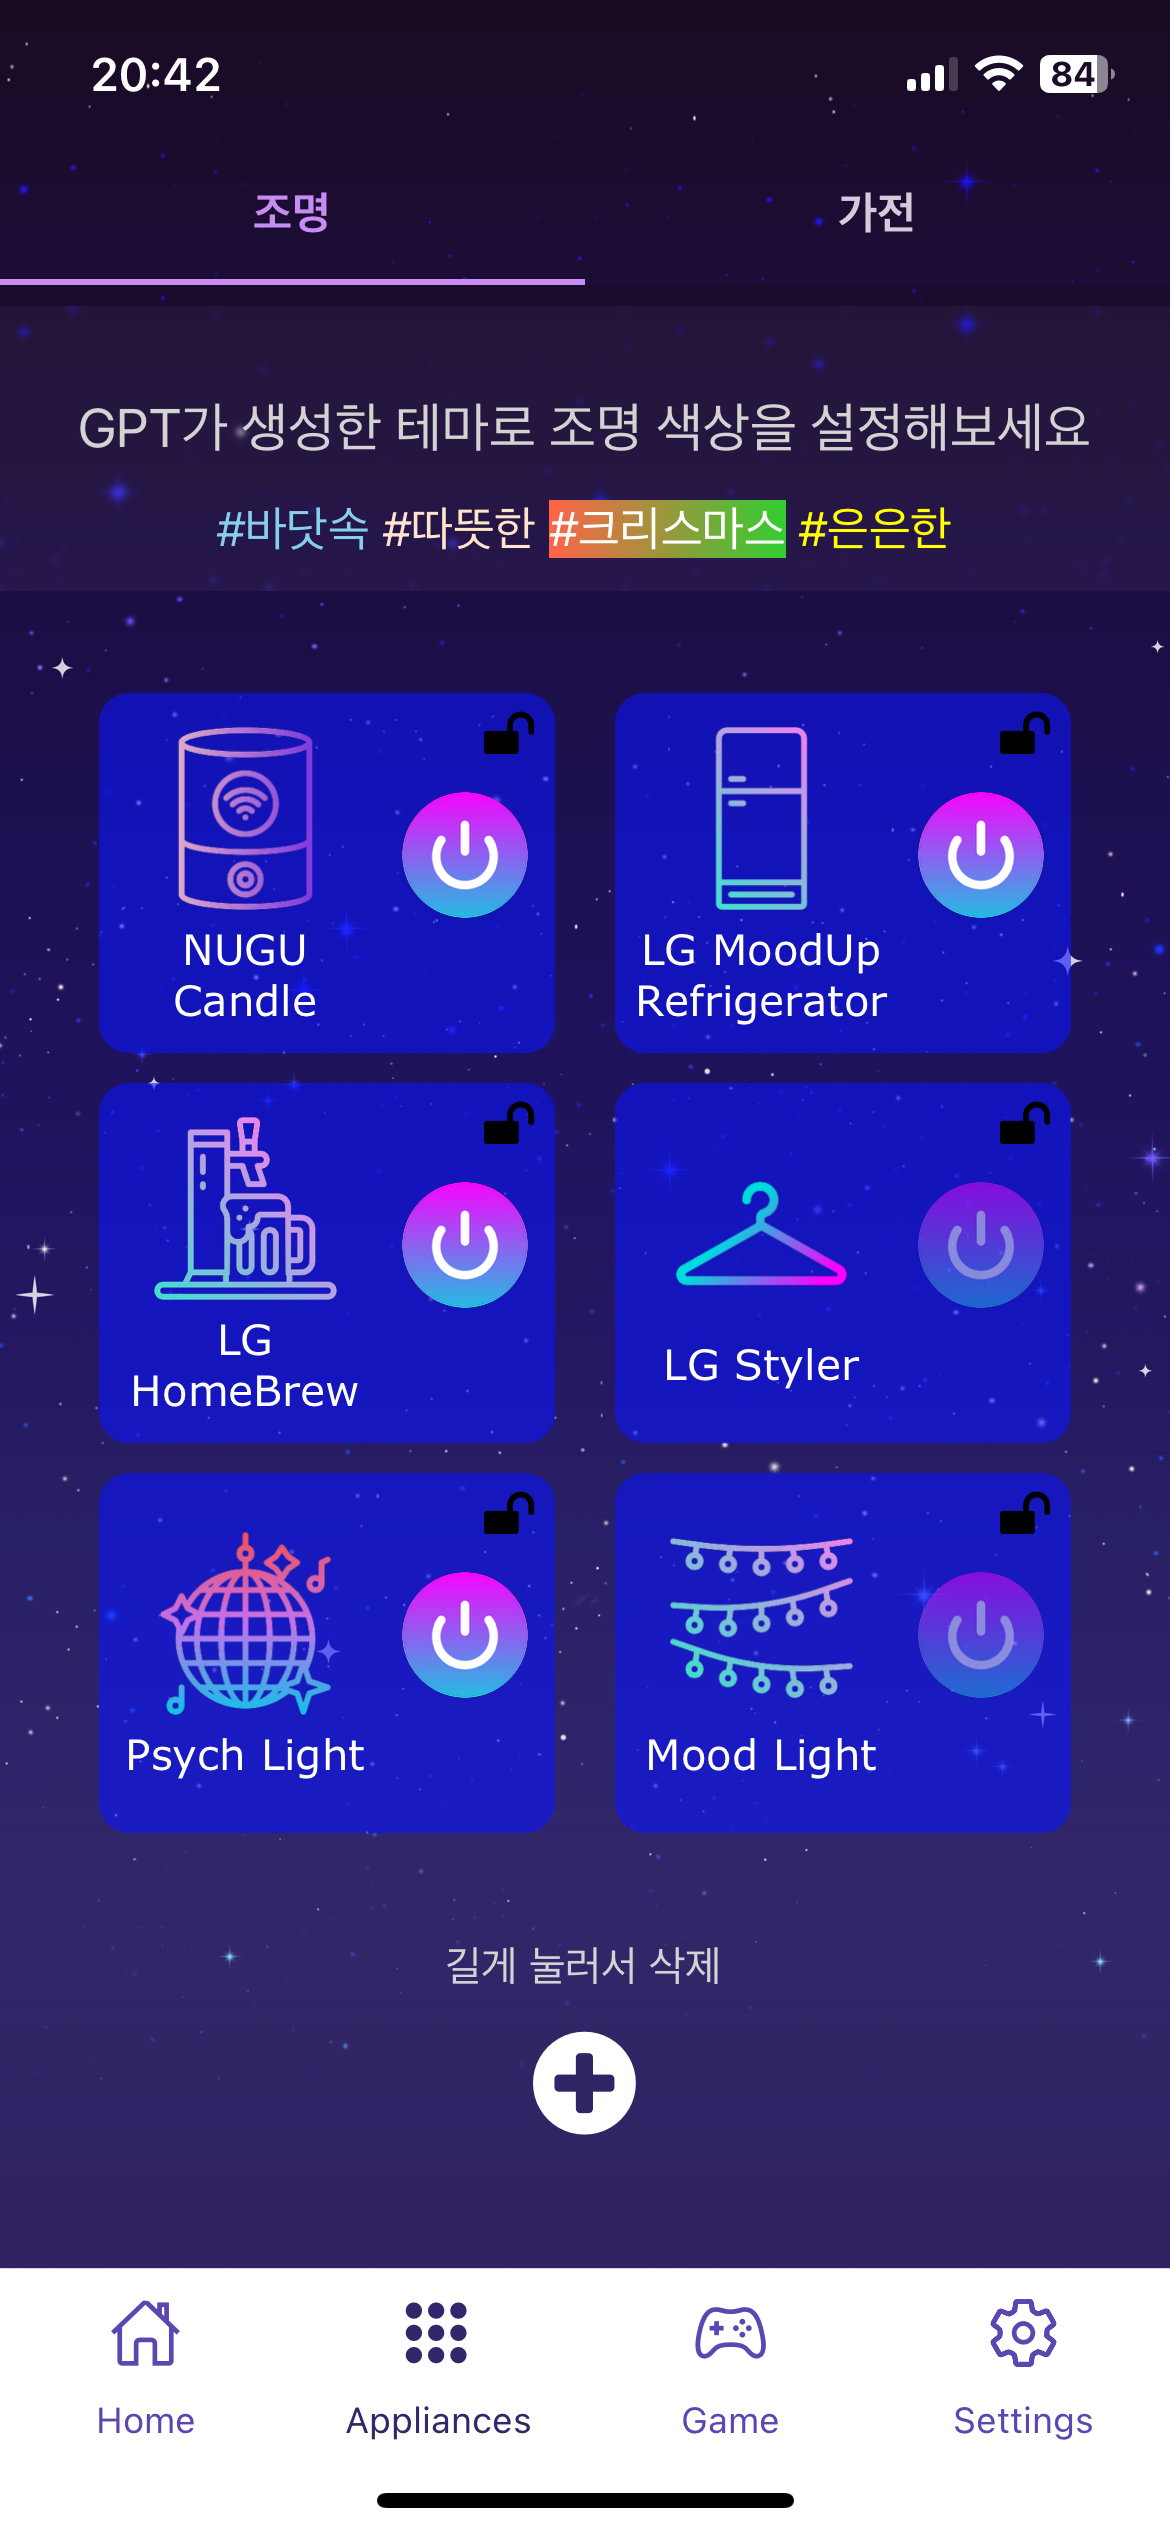 20:42
84
조명
가전
GPT가 생성한 테마로 조명 색상을 설정해보세요
#바닷속 #따뜻한 #크리스마스 #은은한
NUGU
Candle
LG MoodUp
Refrigerator
LG
HomeBrew
LG Styler
Psych Light
Mood Light
길게 눌러서 삭제
Home
Appliances
Game
Settings